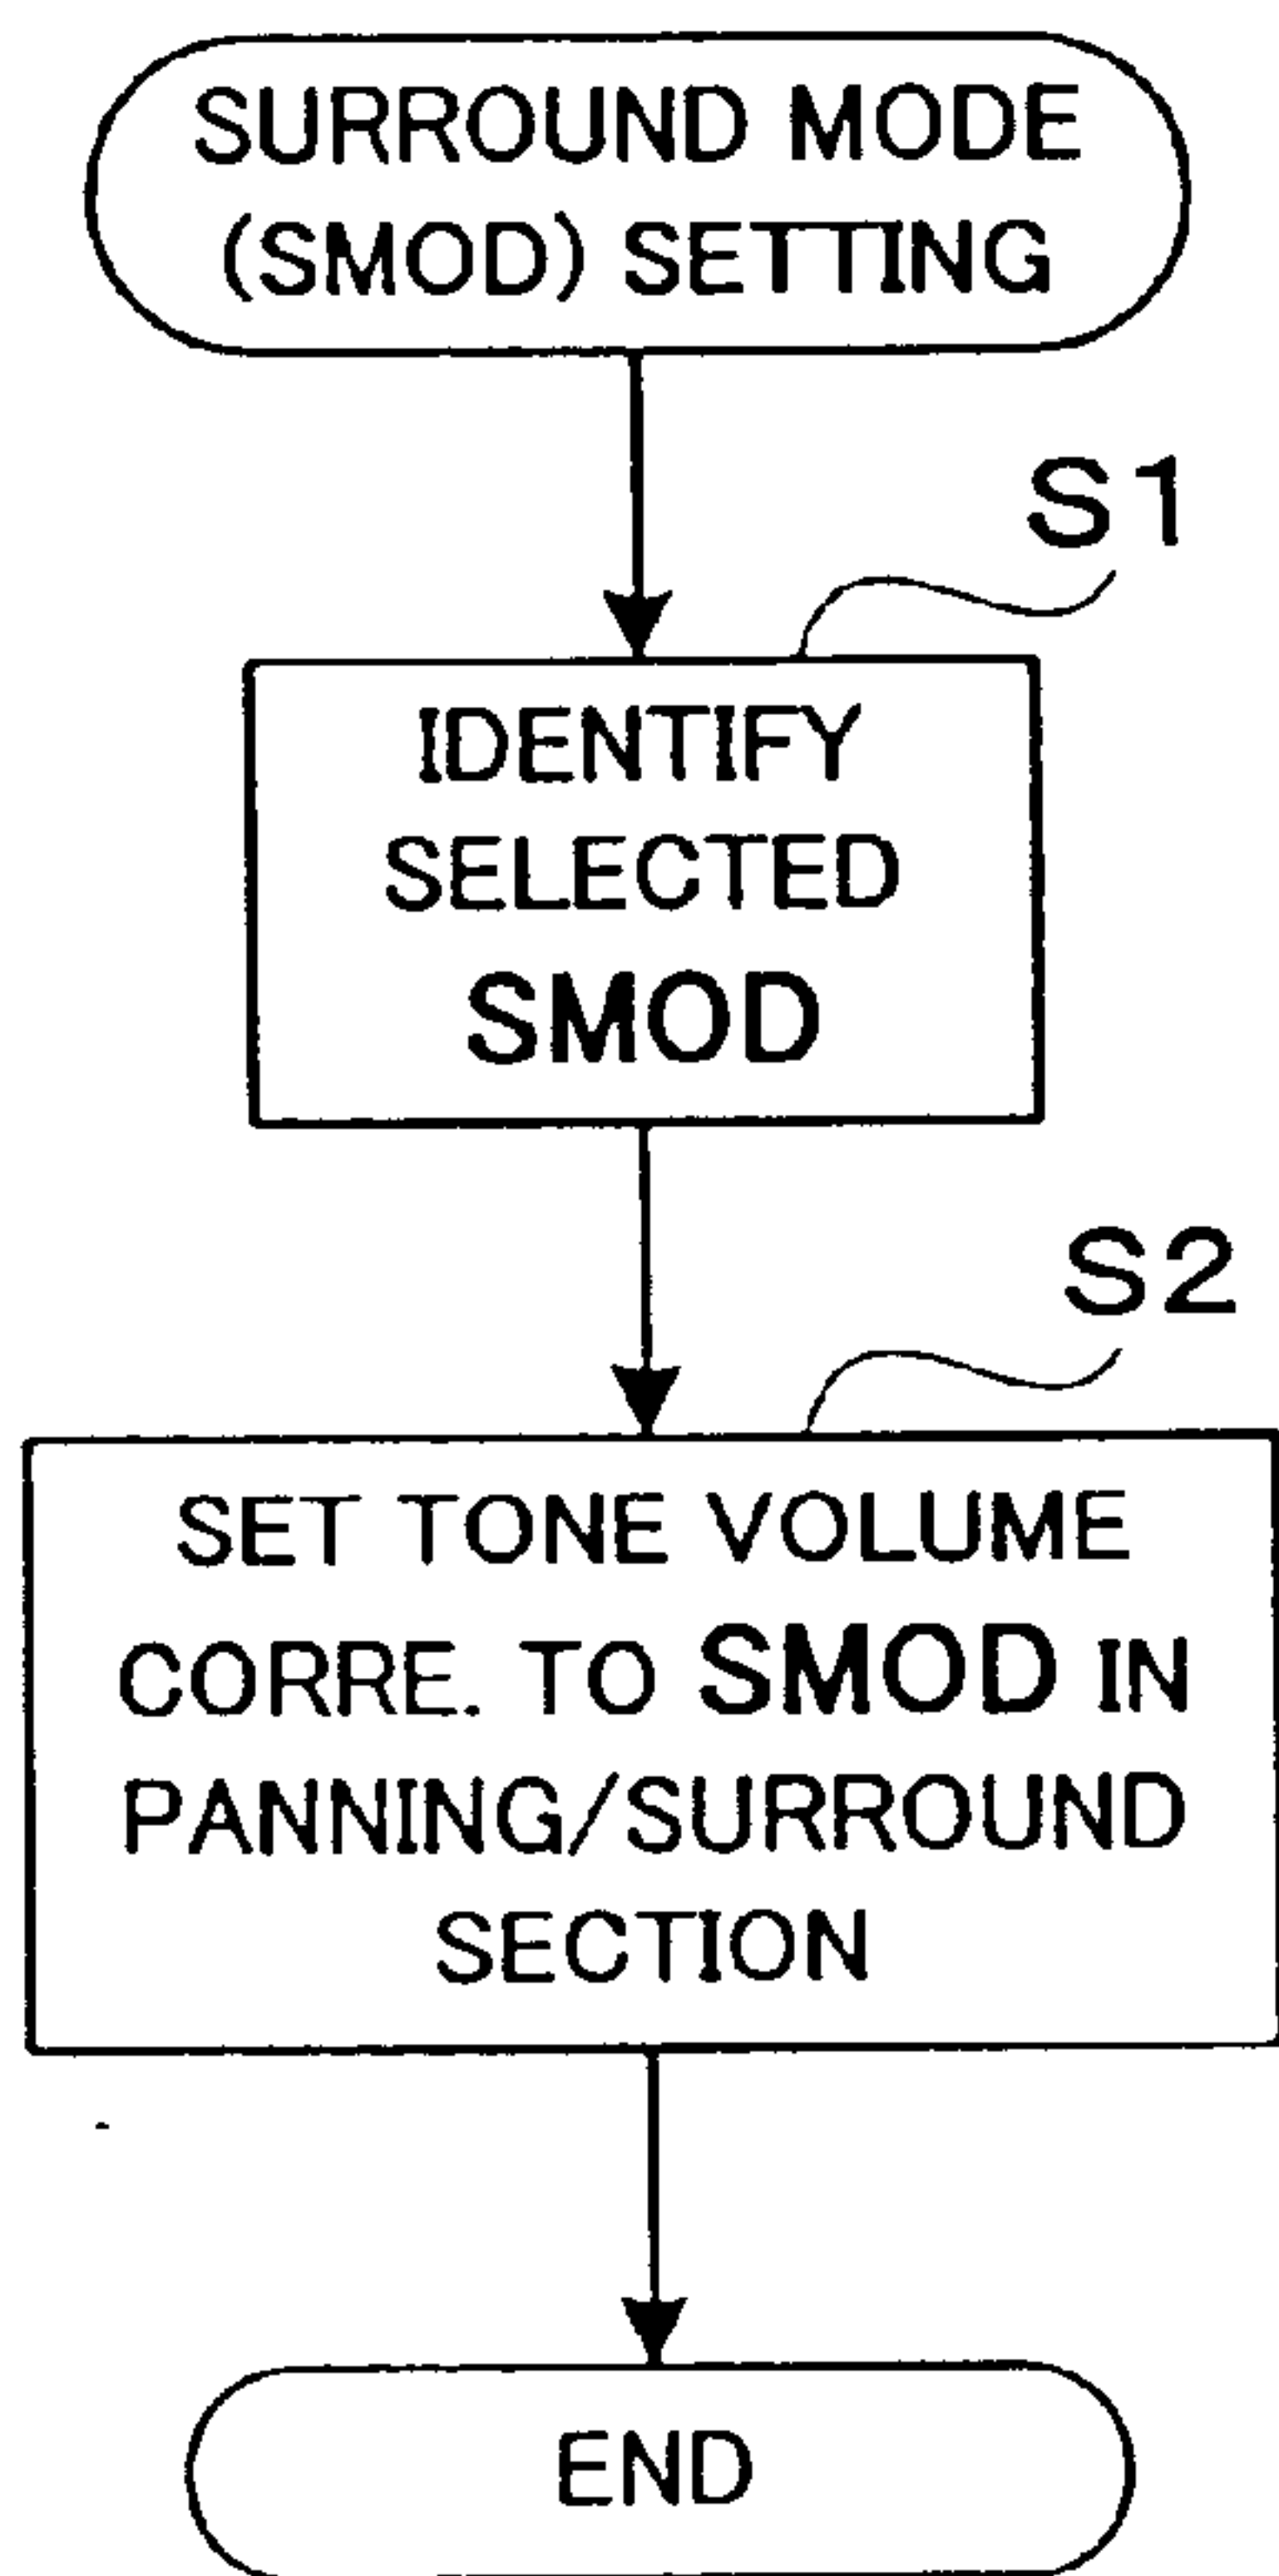 SURROUND MODE
(SMOD) SETTING
S1
IDENTIFY
SELECTED
SMOD
S2
SET TONE VOLUME
CORRE. TO SMOD IN
PANNING/SURROUND
SECTION
END